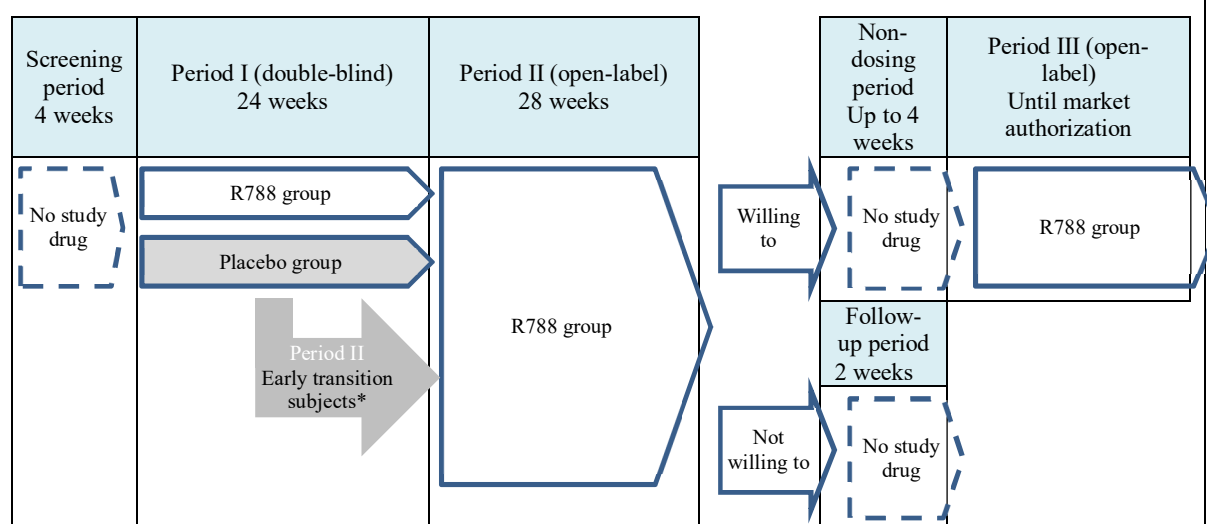 Screening
period
4 weeks
Period I (double-blind)
24 weeks
Period II (open-label)
28 weeks
Non-
dosing
period
Up to 4
weeks
Period III (open-
label)
Until market
authorization
No study
drug
R788 group
Placebo group
Period II
Early transition
subjects*
R788 group
Willing
to
No study
drug
R788 group
Follow-
up period
2 weeks
Not
willing to
No study
drug